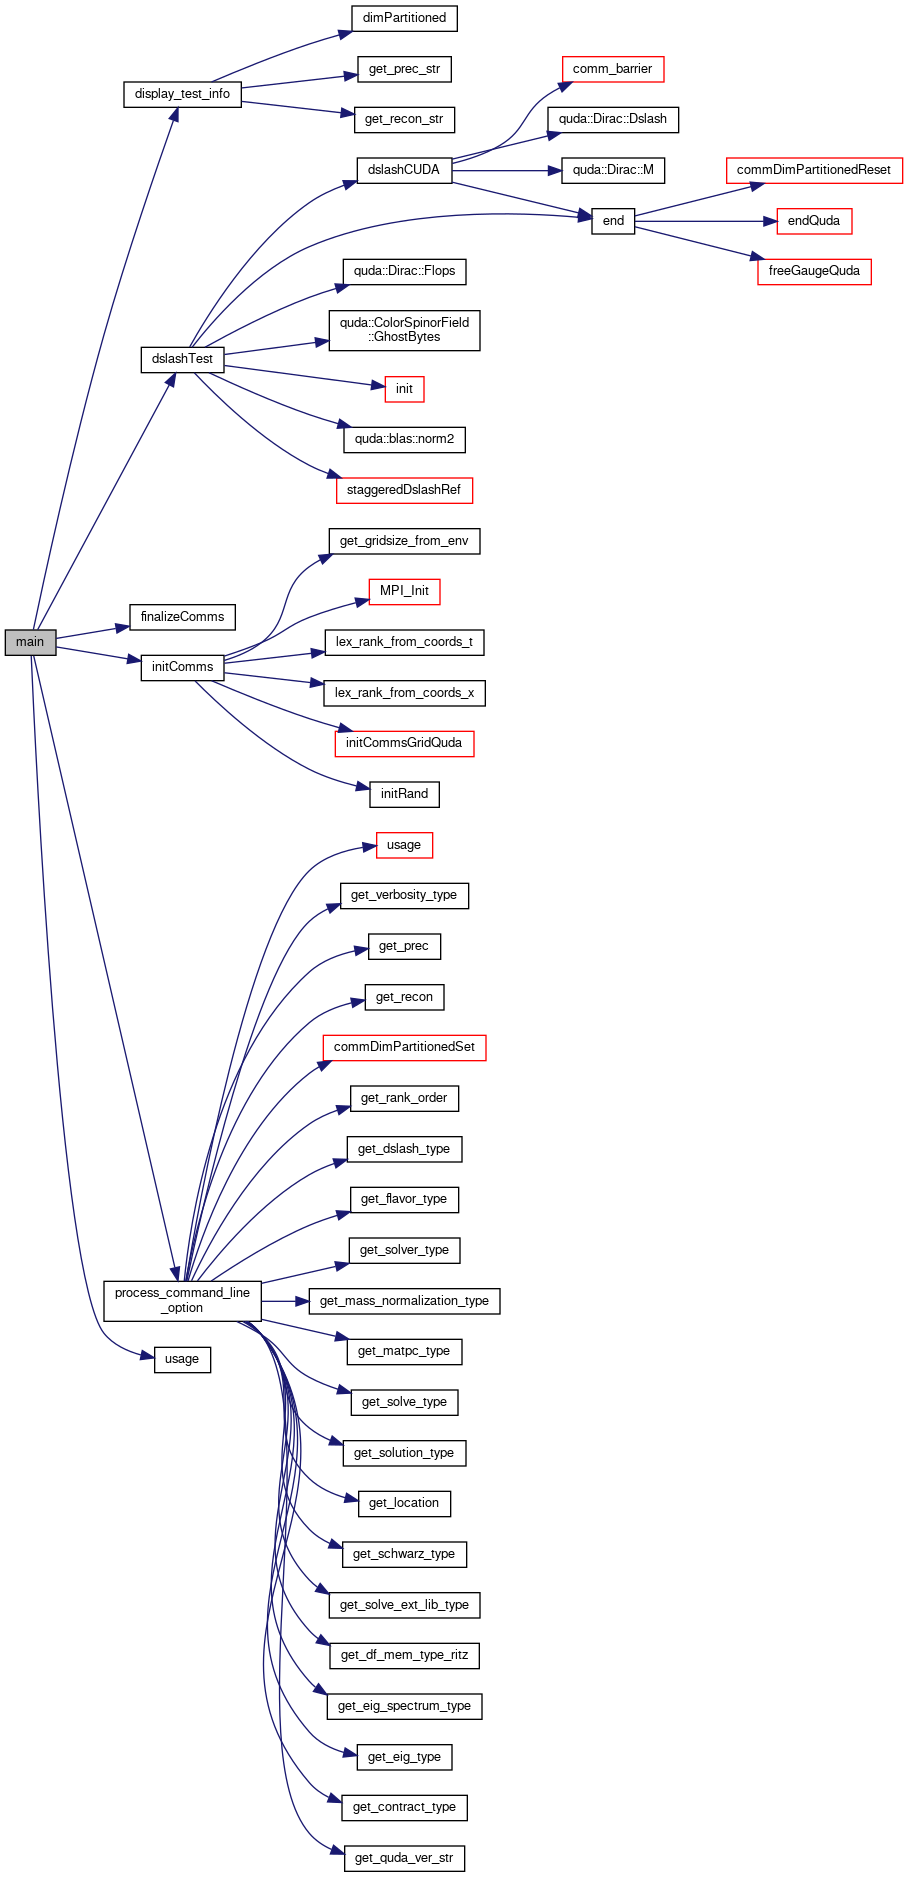 dimPartitioned
get_prec_str
display_test_info
get_recon_str
comm_barrier
quda::Dirac::Dslash
dslashCUDA
quda::Dirac::M
commDimPartitionedReset
end
endQuda
freeGaugeQuda
quda::Dirac::Flops
quda::ColorSpinorField
::GhostBytes
dslashTest
init
quda::blas::norm2
staggeredDslashRef
get_gridsize_from_env
MPI_Init
finalizeComms
main
lex_rank_from_coords_t
initComms
lex_rank_from_coords_x
initCommsGridQuda
initRand
usage
get_verbosity_type
get_prec
get_recon
commDimPartitionedSet
get_rank_order
get_dslash_type
get_flavor_type
get_solver_type
process_command_line
_option
get_mass_normalization_type
get_matpc_type
usage
get_solve_type
get_solution_type
get_location
get_schwarz_type
get_solve_ext_lib_type
get_df_mem_type_ritz
get_eig_spectrum_type
get_eig_type
get_contract_type
get_quda_ver_str